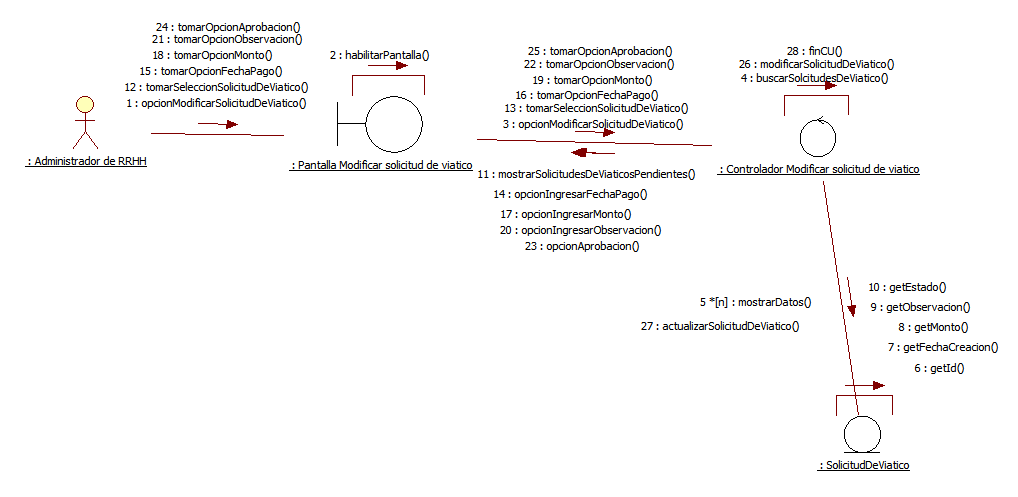 24 : tomarOpcionAprobacion()
21 : tomarOpcionObservacion()
18 : tomarOpcionMonto()
15 : tomarOpcionFechaPago()
12 : tomarSeleccionSolicitudDeViatico()
1 : opcionModificarSolicitudDeViatico()
: Administrador de RRHH
2 : habilitarPantalla()
: Pantalla Modificar solicitud de viatico
25 : tomarOpcionAprobacion()
22 : tomarOpcionObservacion()
19 : tomarOpcionMonto()
16 : tomarOpcionFechaPago()
13 : tomarSeleccionSolicitudDeViatico()
3 : opcionModificarSolicitudDeViatico()
11 : mostrarSolicitudesDeViaticosPendientes()
14 : opcionIngresarFechaPago()
17 : opcionIngresarMonto()
20 : opcionIngresarObservacion()
23 : opcionAprobacion()
28 : finCU()
26 : modificarSolicitudDeViatico()
4 : buscarSolcitudesDeViatico()
: Controlador Modificar solicitud de viatico
5 *[n] : mostrarDatos()
27 : actualizarSolicitudDeViatico()
10 : getEstado()
9 : getObservacion()
8 : getMonto()
7 : getFechaCreacion()
6 : getId()
: SolicitudDeViatico